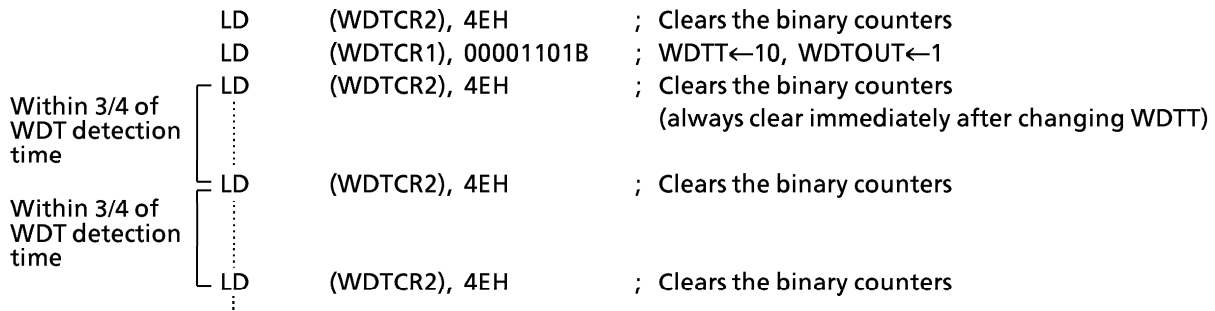 LD (WDTCR2), 4EH ; Clears the binary counters
LD (WDTCR1), 00001101B ; WDTT←10, WDTOUT←1
LD (WDTCR2), 4EH ; Clears the binary counters
(always clear immediately after changing WDTT)
Within 3/4 of
WDT detection
time
LD (WDTCR2), 4EH ; Clears the binary counters
Within 3/4 of
WDT detection
time
LD (WDTCR2), 4EH ; Clears the binary counters